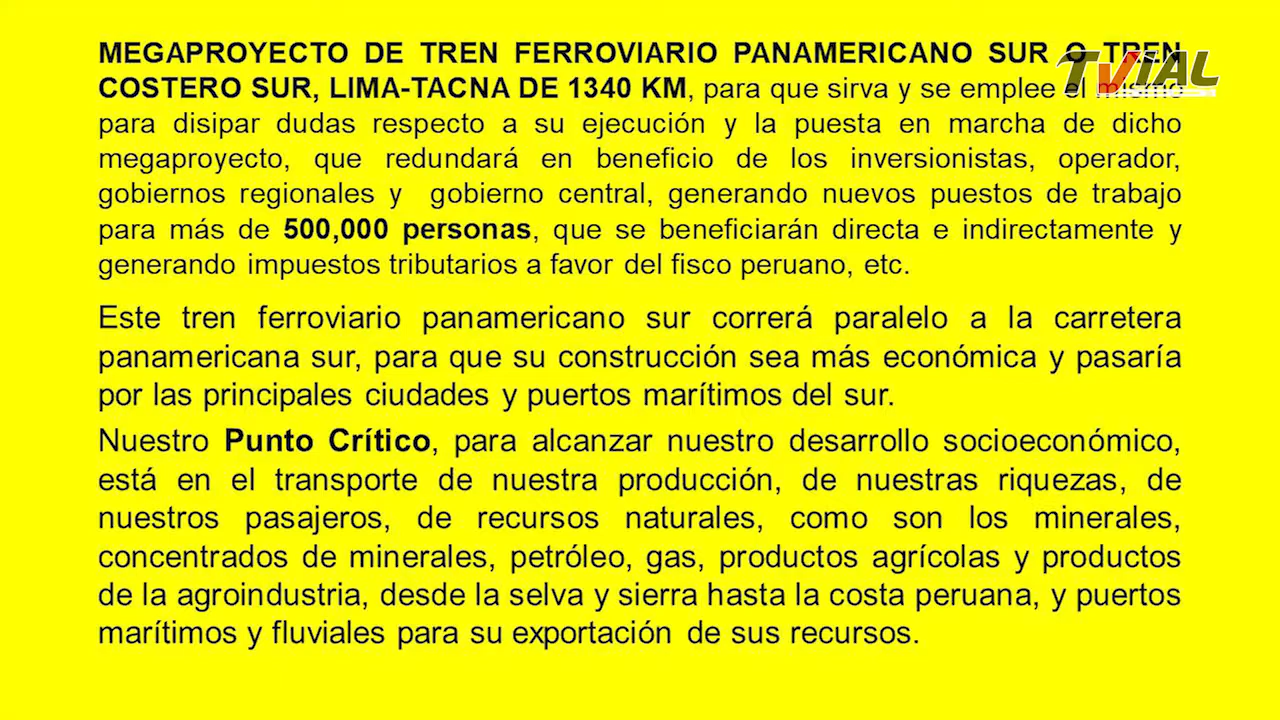 MEGAPROYECTO DE TREN FERROVIARIO PANAMERICANO SUR O TREN
COSTERO SUR, LIMA-TACNA DE 1340 KM, para que sirva y se emplee el mismo
para disipar dudas respecto a su ejecución y la puesta en marcha de dicho
megaproyecto, que redundará en beneficio de los inversionistas, operador,
gobiernos regionales y gobierno central, generando nuevos puestos de trabajo
para más de 500,000 personas, que se beneficiarán directa e indirectamente y
generando impuestos tributarios a favor del fisco peruano, etc.
Este tren ferroviario panamericano sur correrá paralelo a la carretera
panamericana sur, para que su construcción sea más económica y pasaría
por las principales ciudades y puertos marítimos del sur.
Nuestro Punto Crítico, para alcanzar nuestro desarrollo socioeconómico,
está en el transporte de nuestra producción, de nuestras riquezas, de
nuestros pasajeros, de recursos naturales, como son los minerales,
concentrados de minerales, petróleo, gas, productos agrícolas y productos
de la agroindustria, desde la selva y sierra hasta la costa peruana, y puertos
marítimos y fluviales para su exportación de sus recursos.
TVIAL